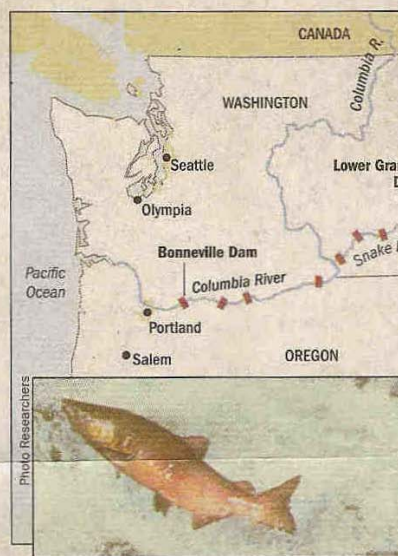 CANADA
Columbia R.
WASHINGTON
Seattle
Lower Gra
D
Olympia
Bonneville Dam
Snake
Pacific
Ocean
Columbia River
Portland
Salem
OREGON
Photo Researchers